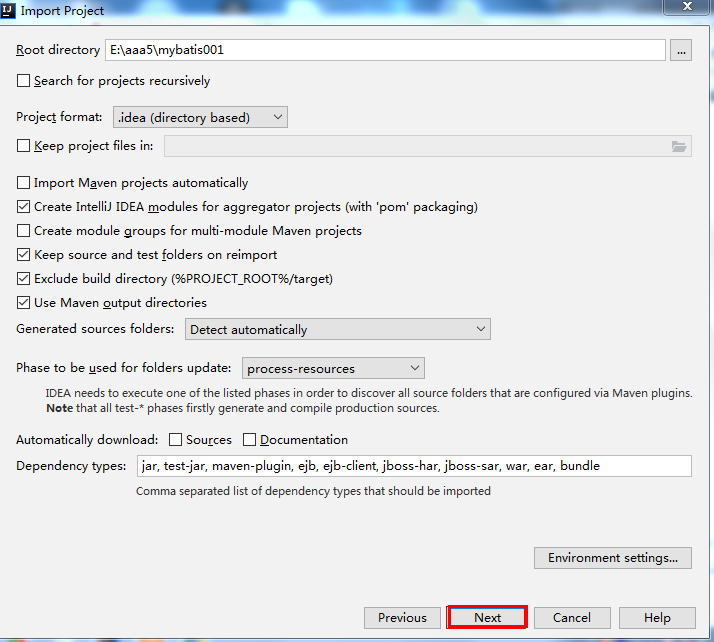 IJ Import Project X
Root directory E:\aaa5\mybatis001 ...
Search for projects recursively
Project format: .idea (directory based)
Keep project files in:
Import Maven projects automatically
Create IntelliJ IDEA modules for aggregator projects (with 'pom' packaging)
Create module groups for multi-module Maven projects
Keep source and test folders on reimport
Exclude build directory (%PROJECT_ROOT%/target)
Use Maven output directories
Generated sources folders: Detect automatically
Phase to be used for folders update: process-resources
IDEA needs to execute one of the listed phases in order to discover all source folders that are configured via Maven plugins.
Note that all test-* phases firstly generate and compile production sources.
Automatically download: Sources Documentation
Dependency types: jar, test-jar, maven-plugin, ejb, ejb-client, jboss-har, jboss-sar, war, ear, bundle
Comma separated list of dependency types that should be imported
Environment settings...
Previous Next Cancel Help